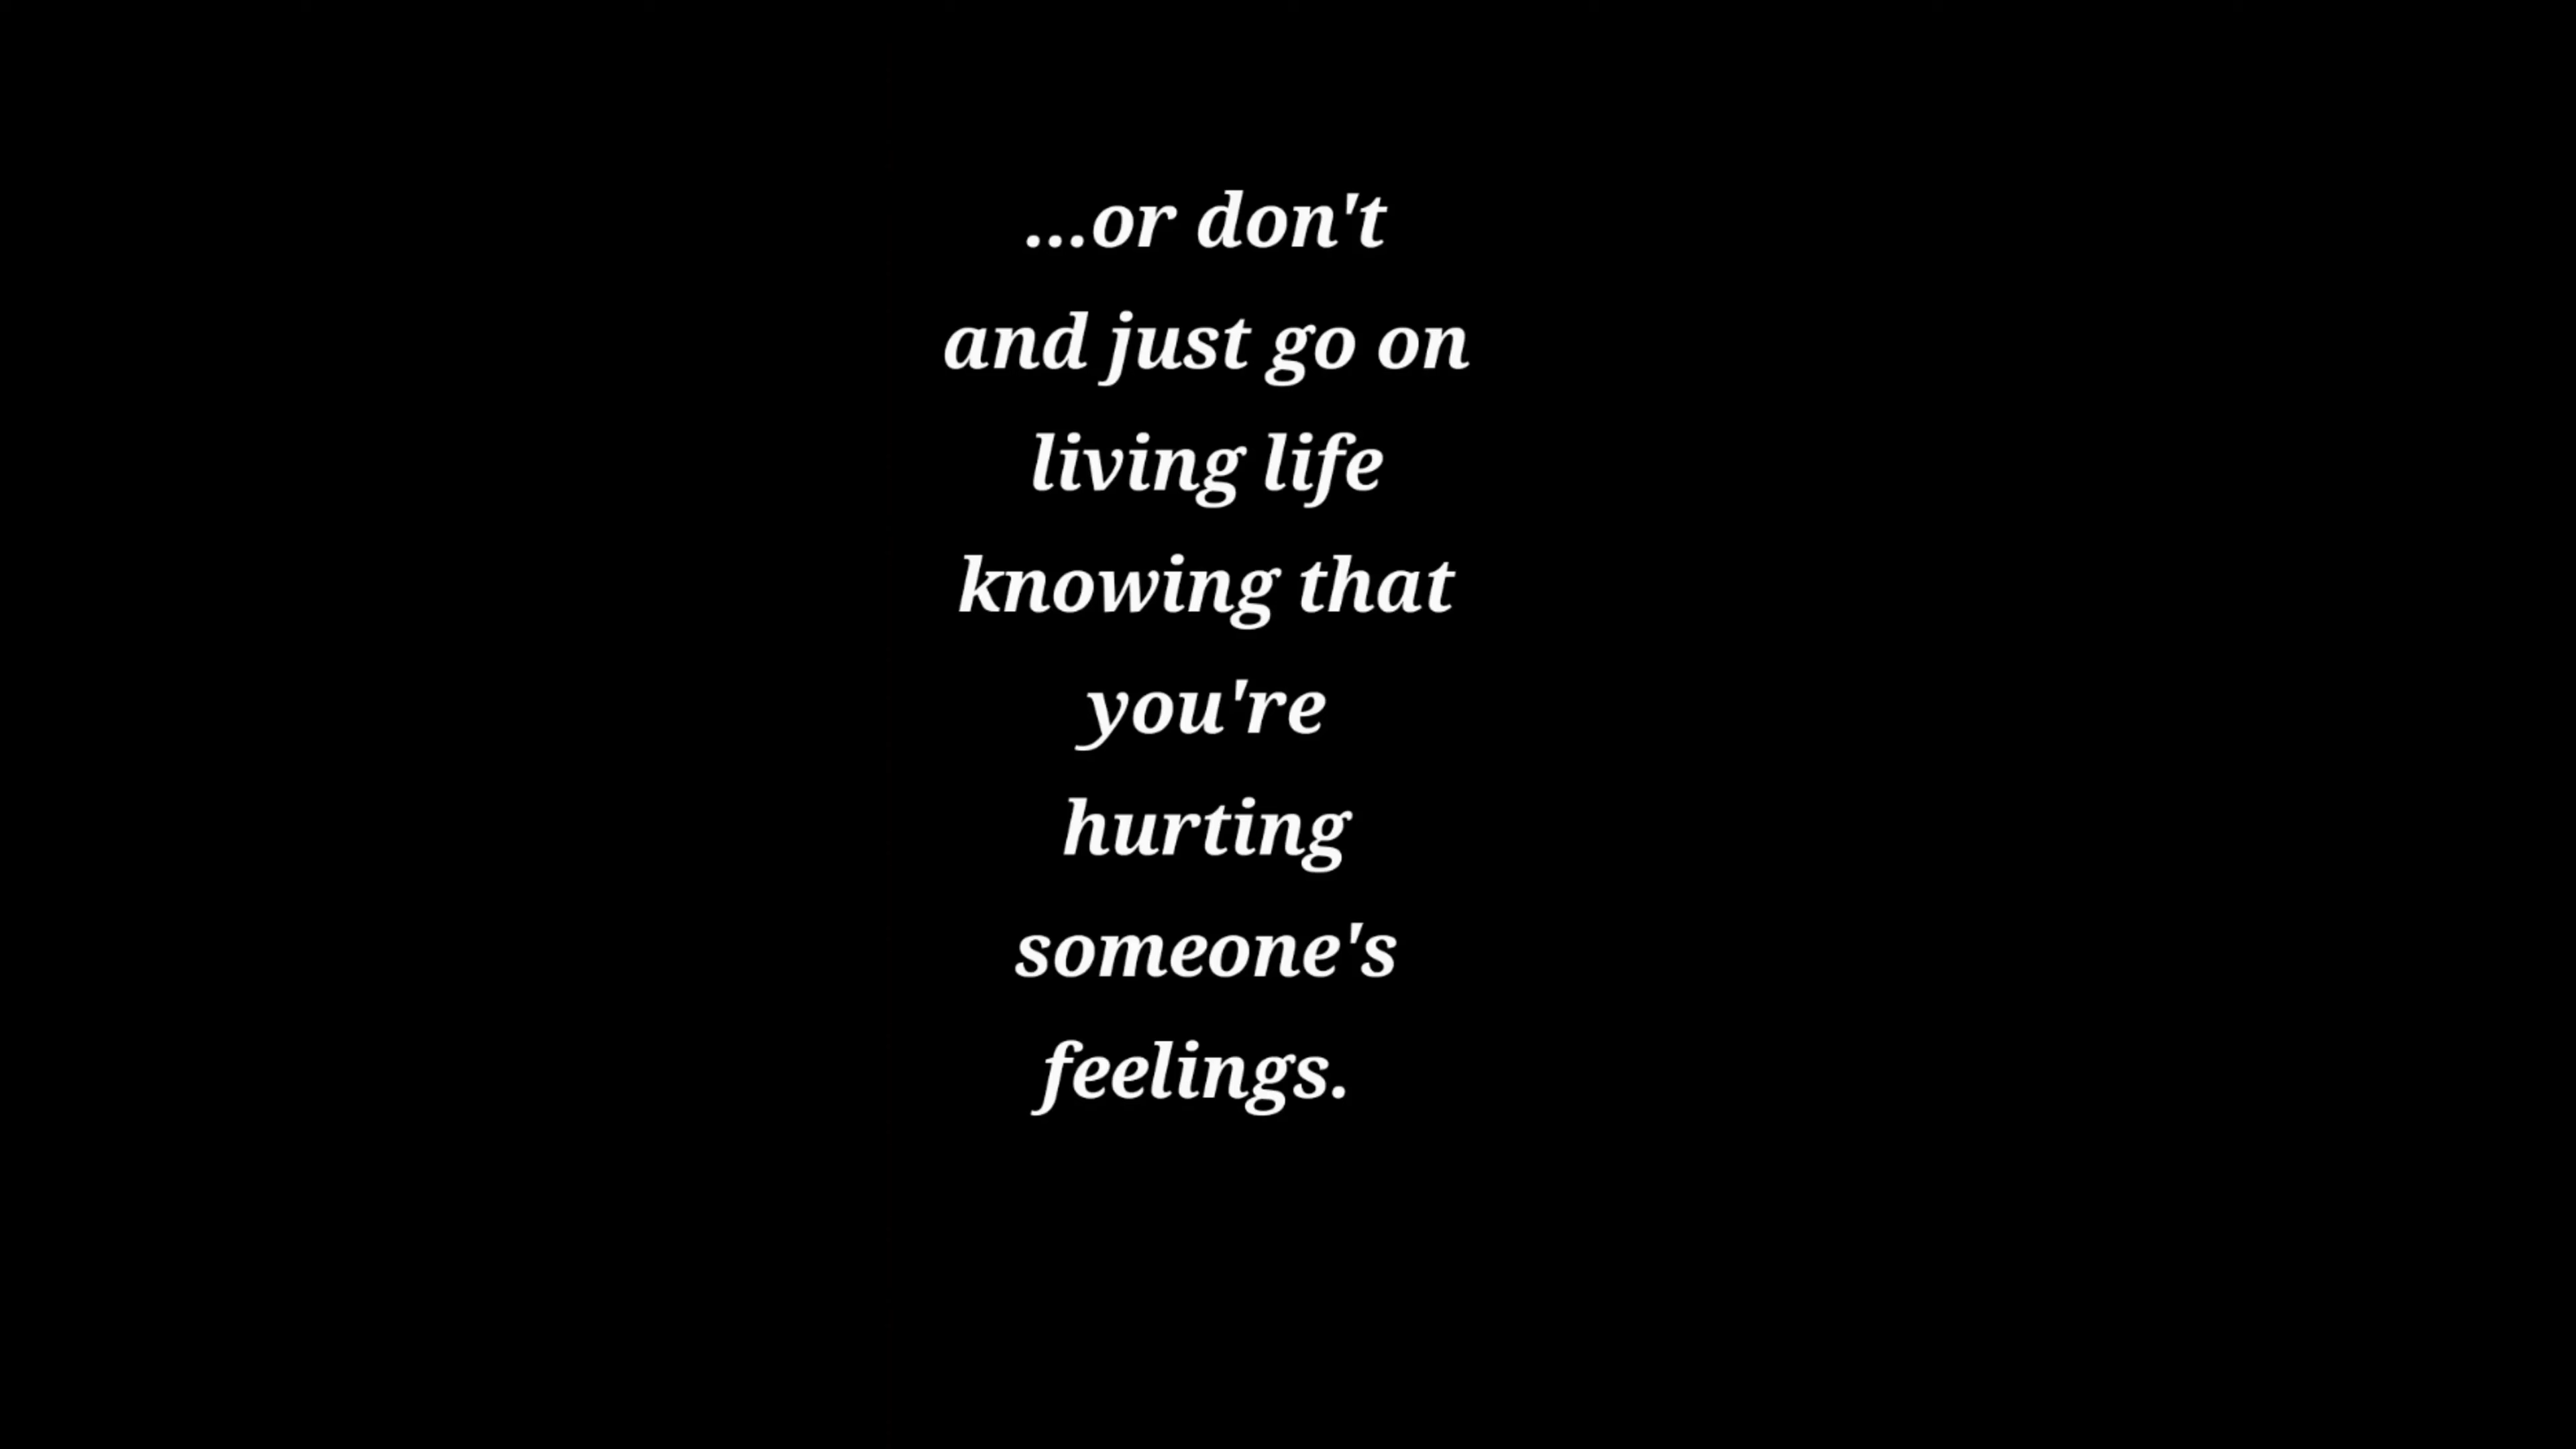 ...or don't
and just go on
living life
knowing that
you're
hurting
someone's
feelings.